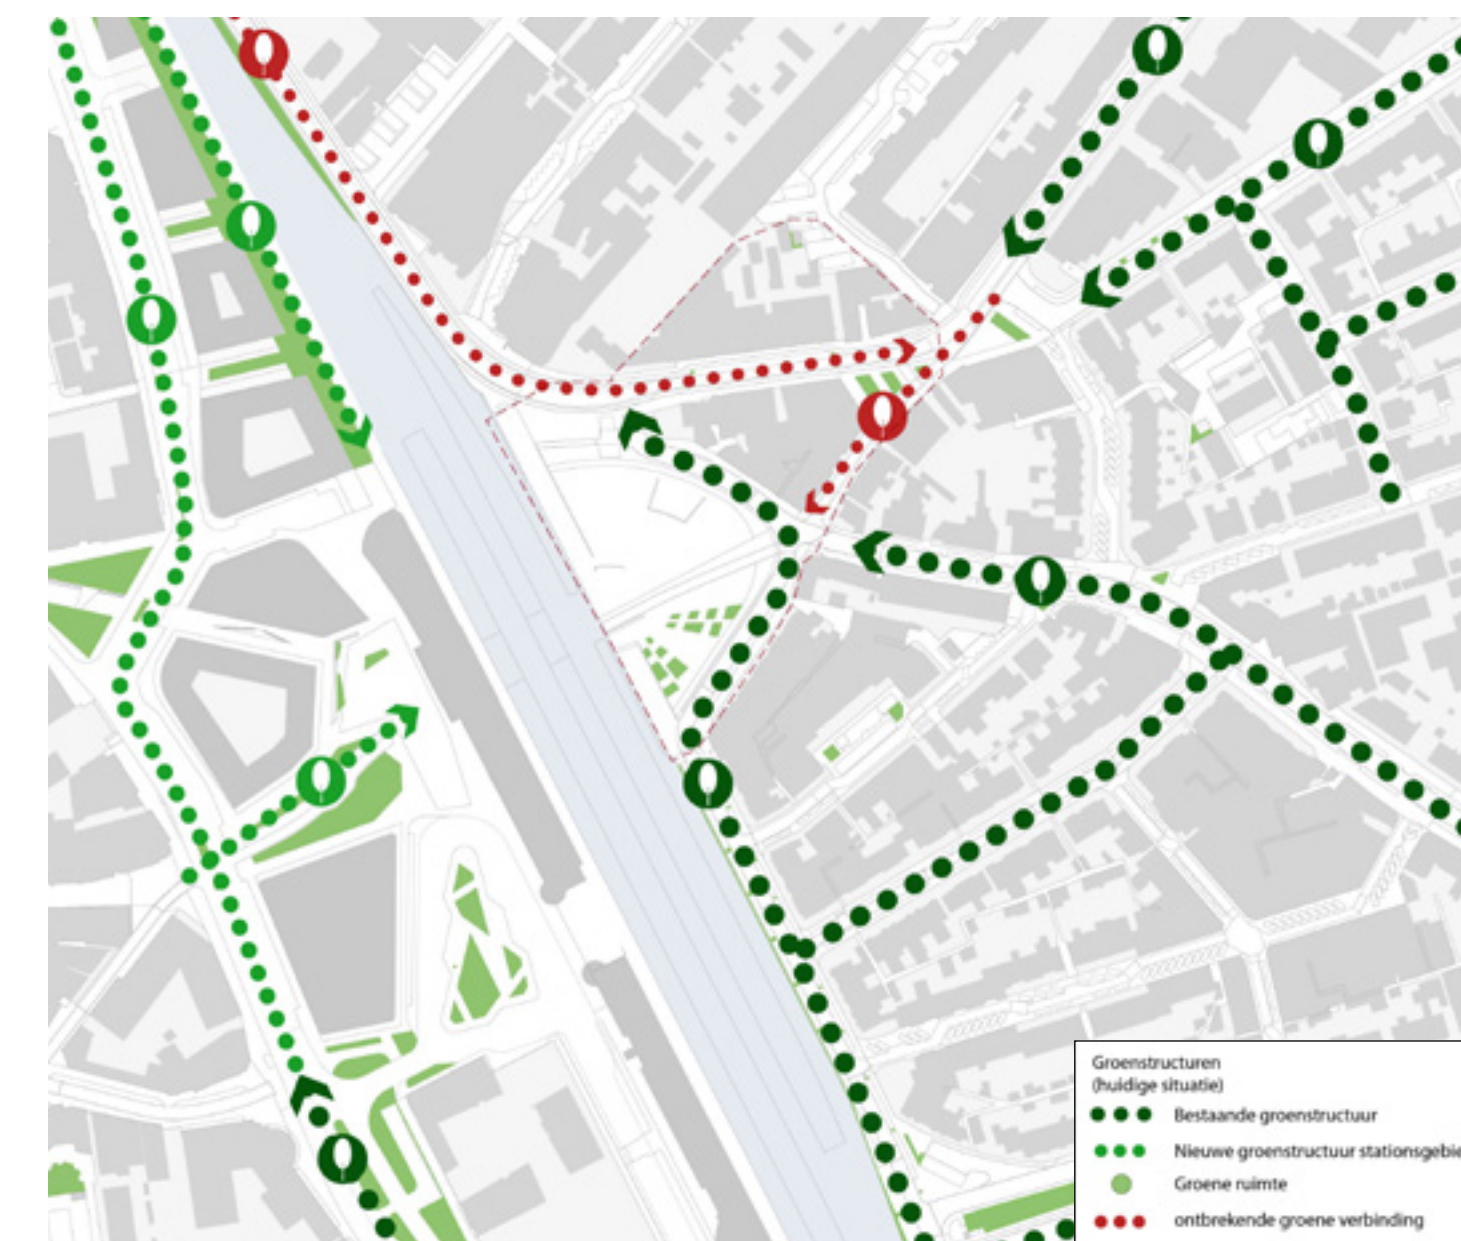 Groenstructuren
(huidige situatie)
Bestaande groenstructuur
Nieuwe groenstructuur stationsgebie
Groene ruimte
ontbrekende groene verbinding